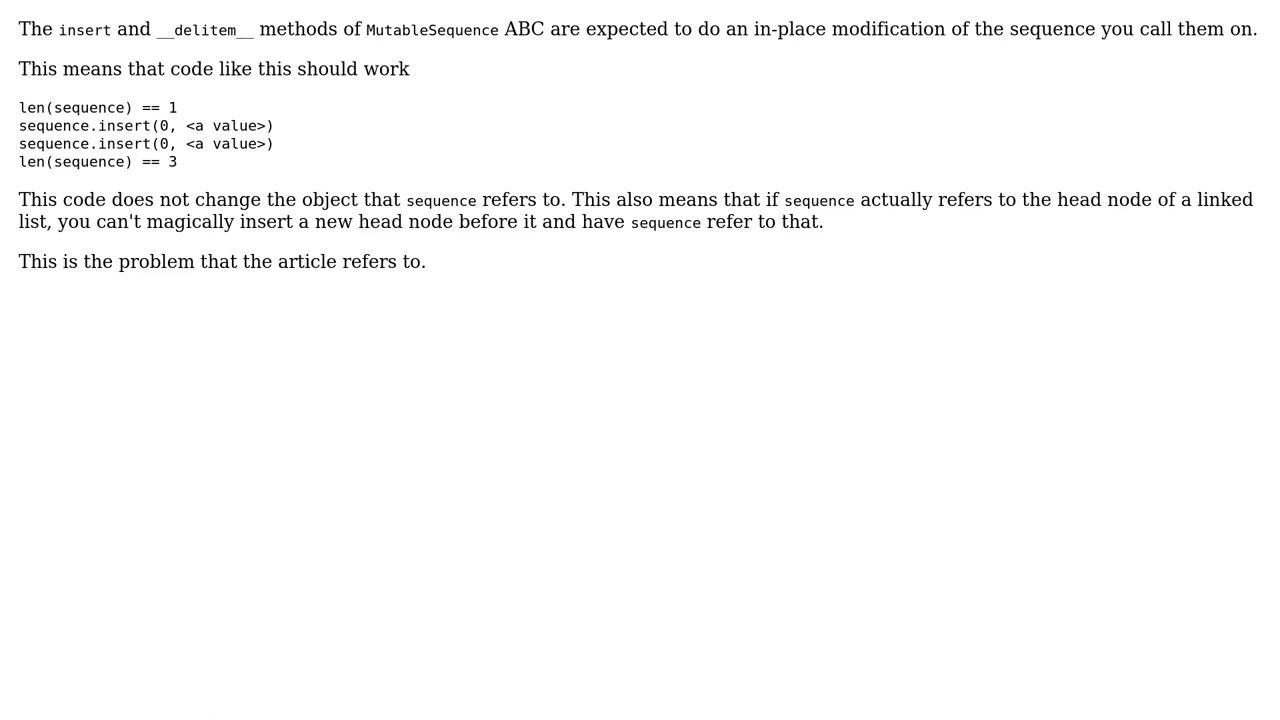 The insert and __delitem__ methods of MutableSequence ABC are expected to do an in-place modification of the sequence you call them on.
This means that code like this should work
len(sequence) == 1
sequence.insert(0, <a value>)
sequence.insert(0, <a value>)
len(sequence) == 3
This code does not change the object that sequence refers to. This also means that if sequence actually refers to the head node of a linked
list, you can't magically insert a new head node before it and have sequence refer to that.
This is the problem that the article refers to.